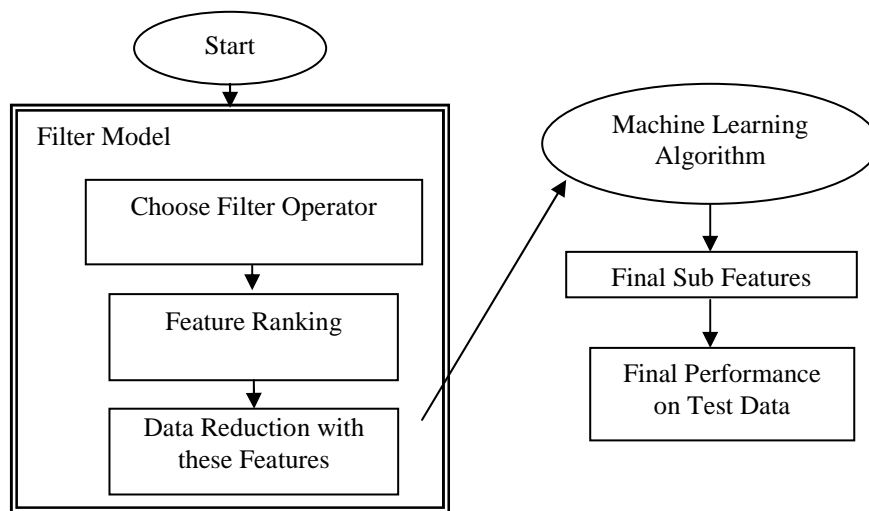 Start
Filter Model
Choose Filter Operator
Feature Ranking
Data Reduction with
these Features
Machine Learning
Algorithm
Final Sub Features
Final Performance
on Test Data